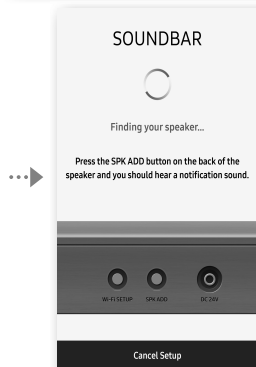 SOUNDBAR
Finding your speaker...
Press the SPK ADD button on the back of the
speaker and you should hear a notification sound.
WI-FI SETUP SPK ADD DC 24V
Cancel Setup